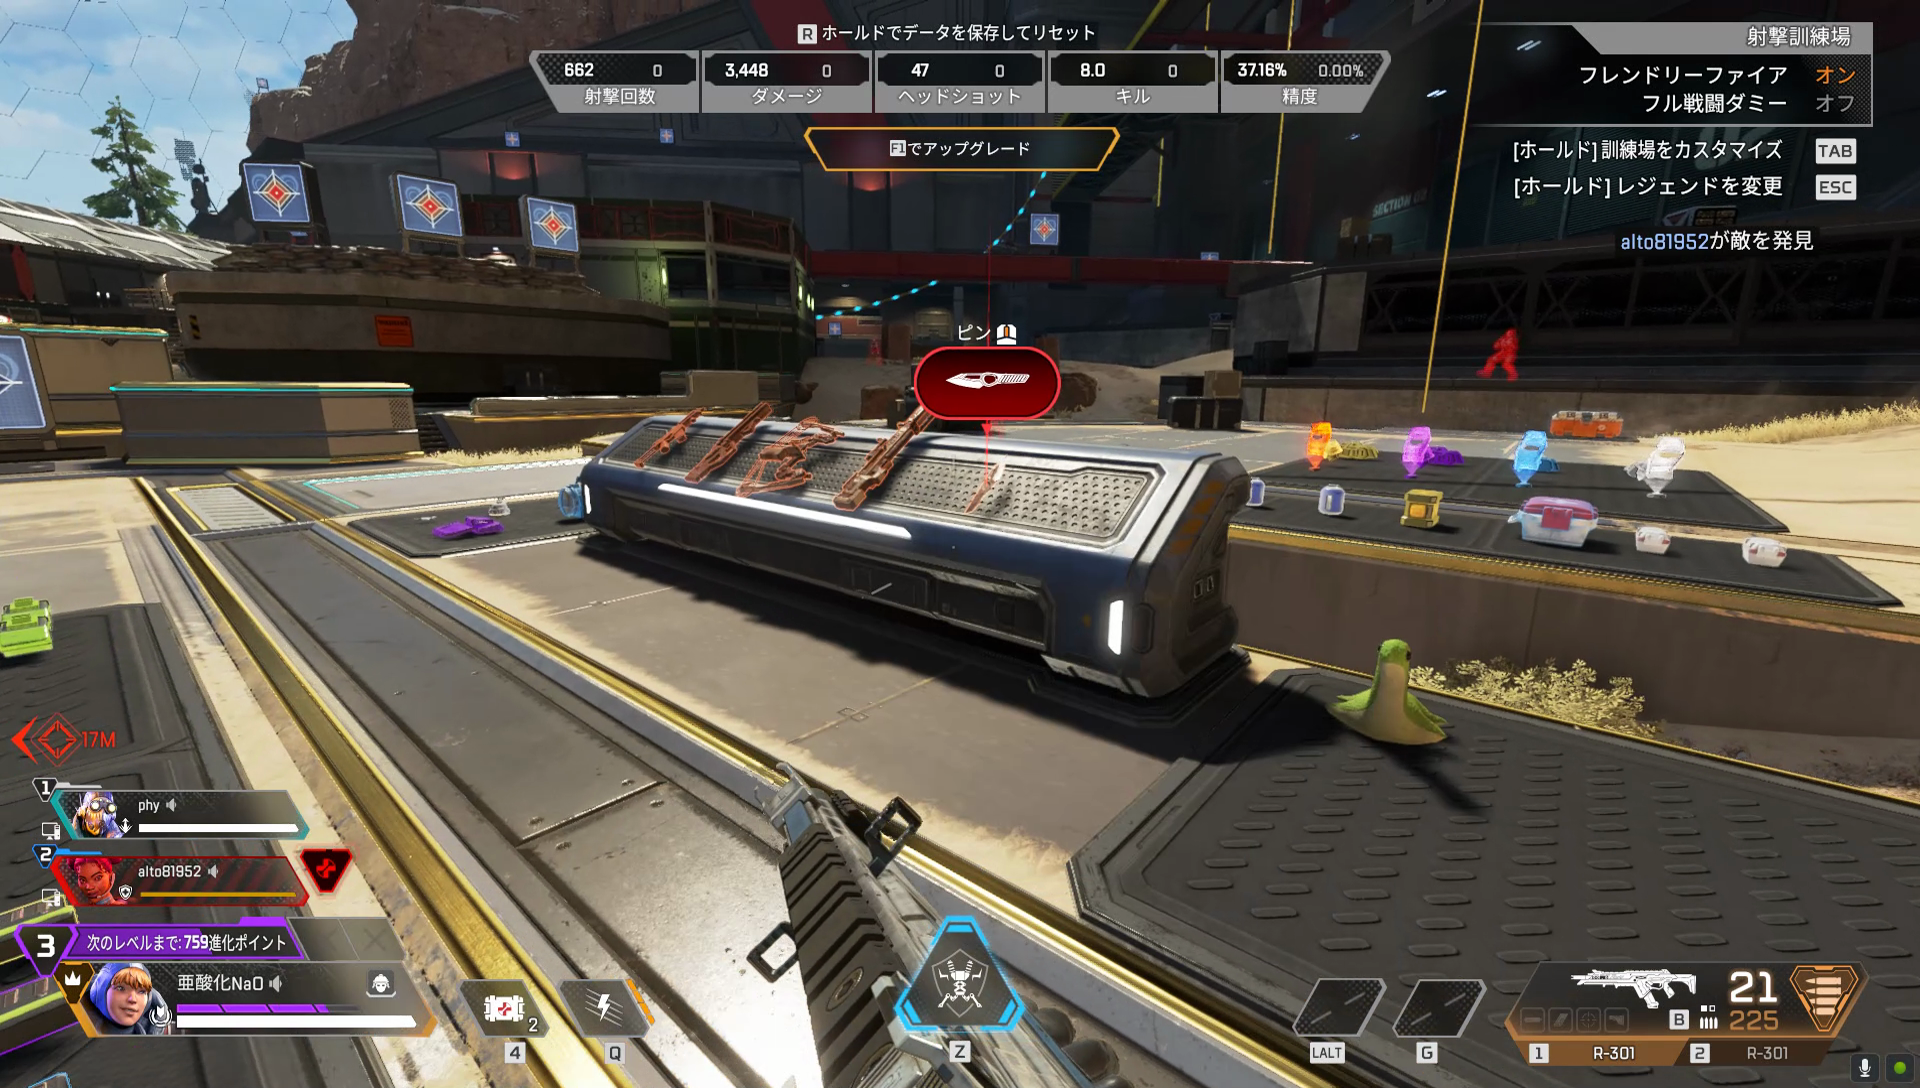 R ホールドでデータを保存してリセット
662 0
射撃回数
3,448 0
ダメージ
47 0
ヘッドショット
8.0 0
キル
37.16% 0.00%
精度
F1でアップグレード
射撃訓練場
フレンドリーファイア オン
フル戦闘ダミー オフ
[ホールド]訓練場をカスタマイズ TAB
[ホールド]レジェンドを変更 ESC
alto81952が敵を発見
SECTION
ピン
17M
1
phy
2
alto81952
3
次のレベルまで:759進化ポイント
亜酸化NaO
2
4
Q
Z
LALT
G
21
225
B
1 R-301
2 R-301